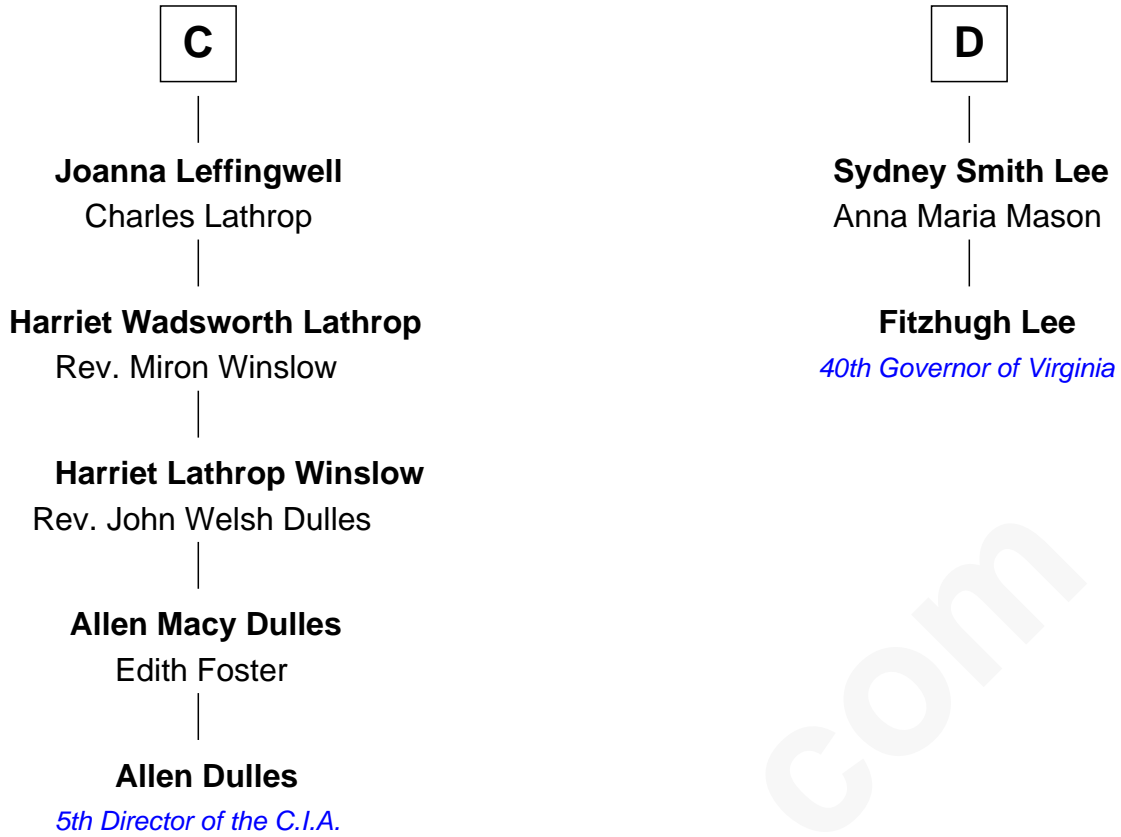 C
Joanna Leffingwell
Charles Lathrop
Harriet Wadsworth Lathrop
Rev. Miron Winslow
Harriet Lathrop Winslow
Rev. John Welsh Dulles
Allen Macy Dulles
Edith Foster
Allen Dulles
5th Director of the C.I.A.
D
Sydney Smith Lee
Anna Maria Mason
Fitzhugh Lee
40th Governor of Virginia
com